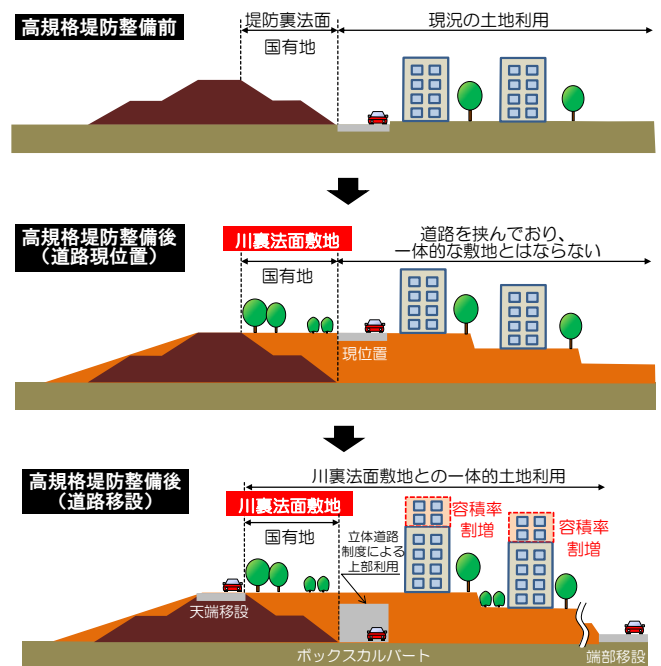 高規格堤防整備前
堤防裏法面
国有地
現況の土地利用
高規格堤防整備後
（道路現位置）
川裏法面敷地
国有地
道路を挟んでおり、
一体的な敷地とはならない
現位置
高規格堤防整備後
（道路移設）
川裏法面敷地との一体的土地利用
川裏法面敷地
国有地
立体道路
制度による
上部利用
容積率
割増
容積率
割増
天端移設
ボックスカルバート
端部移設